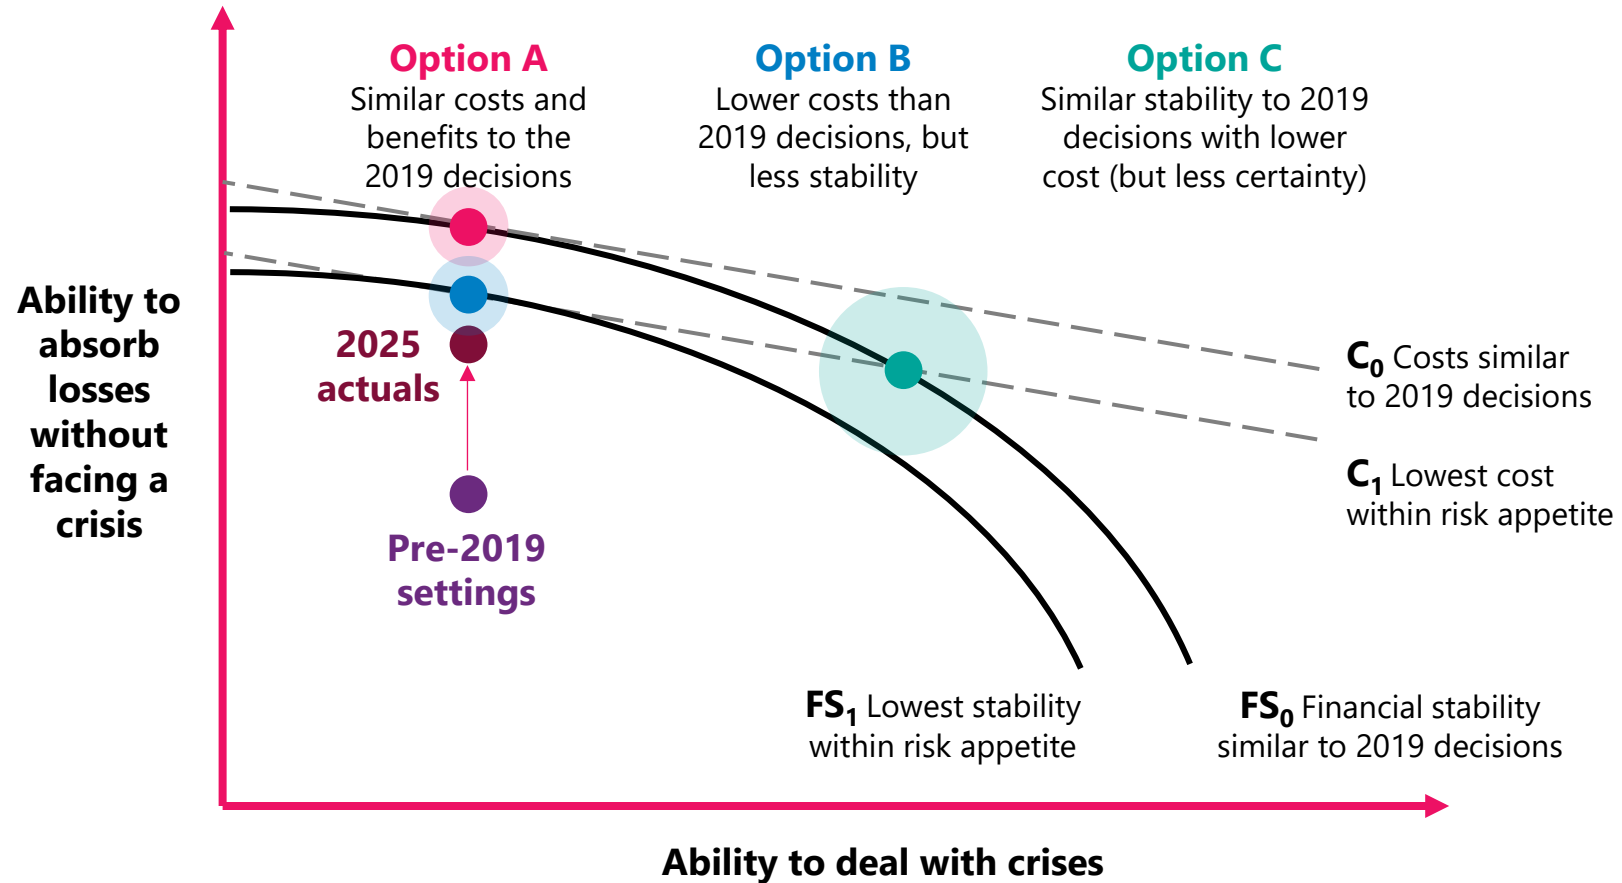 Option A
Similar costs and
benefits to the
2019 decisions
Option B
Lower costs than
2019 decisions, but
less stability
Option C
Similar stability to 2019
decisions with lower
cost (but less certainty)
Ability to
absorb
losses
without
facing a
crisis
2025
actuals
Pre-2019
settings
C₀ Costs similar
to 2019 decisions
C₁ Lowest cost
within risk appetite
FS₁ Lowest stability
within risk appetite
FS₀ Financial stability
similar to 2019 decisions
Ability to deal with crises